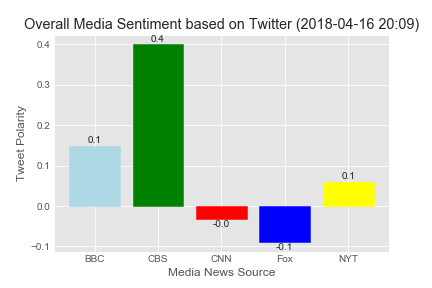 Overall Media Sentiment based on Twitter (2018-04-16 20:09)
0.4
0.3
0.2
0.1
0.0
−0.1
Tweet Polarity
0.1
0.4
-0.0
-0.1
0.1
BBC CBS CNN Fox NYT
Media News Source